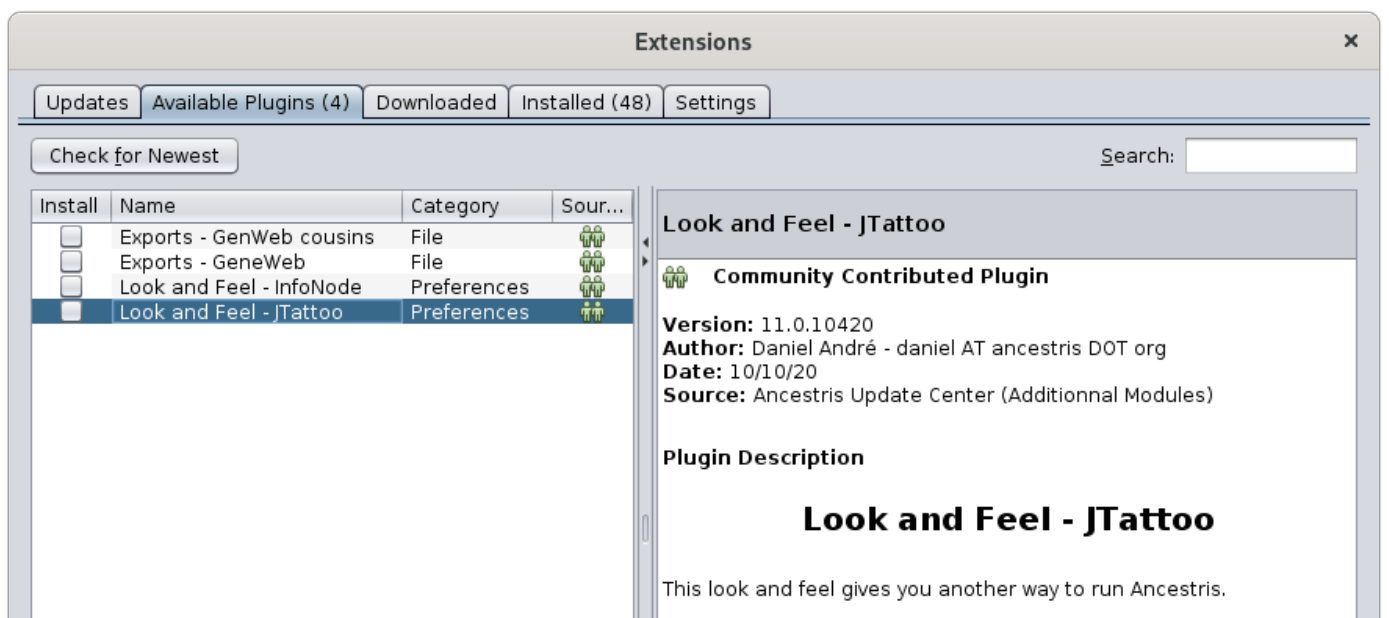 Extensions
Updates Available Plugins (4) Downloaded Installed (48) Settings
Check for Newest Search:
Install Name Category Sour...
Exports - GenWeb cousins File
Exports - GeneWeb File
Look and Feel - InfoNode Preferences
Look and Feel - JTattoo Preferences
Look and Feel - JTattoo
Community Contributed Plugin
Version: 11.0.10420
Author: Daniel André - daniel AT ancestris DOT org
Date: 10/10/20
Source: Ancestris Update Center (Additionnal Modules)
Plugin Description
Look and Feel - JTattoo
This look and feel gives you another way to run Ancestris.